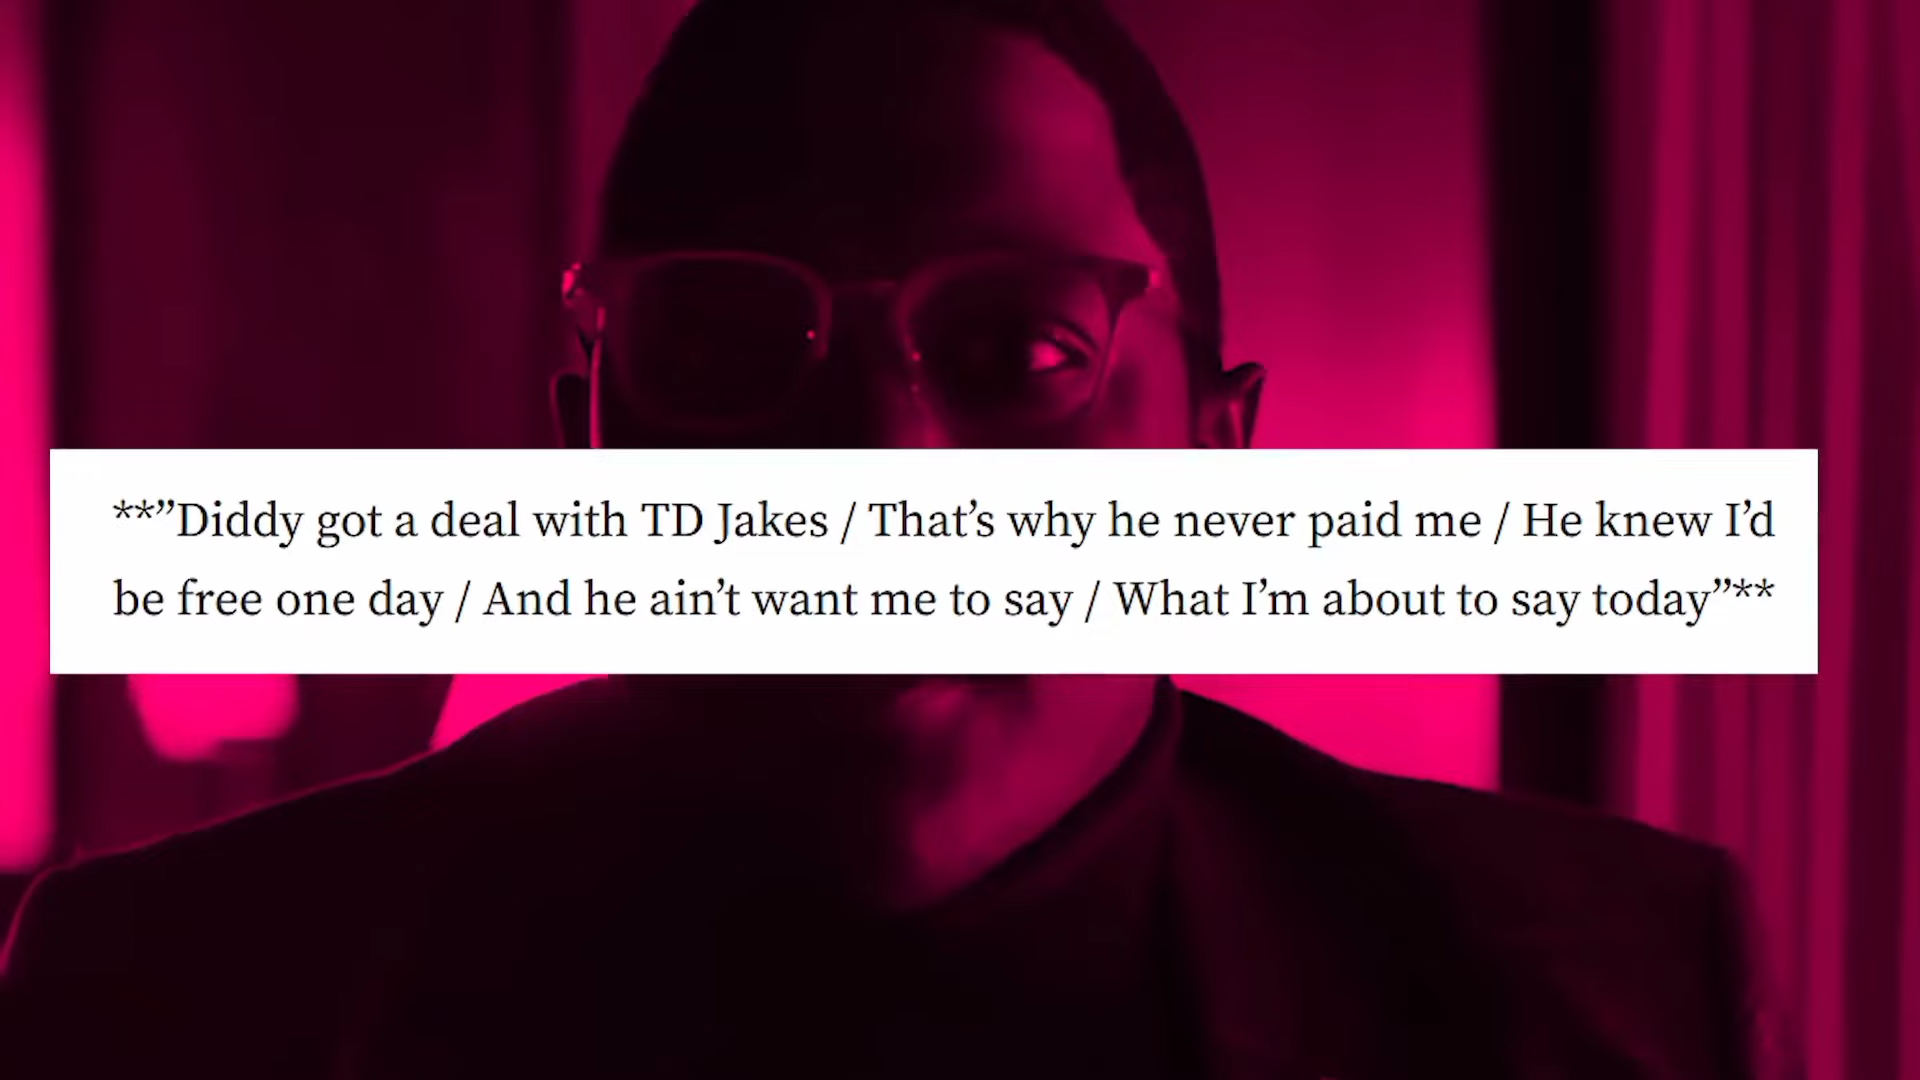 **”Diddy got a deal with TD Jakes / That’s why he never paid me / He knew I’d
be free one day / And he ain’t want me to say / What I’m about to say today”**